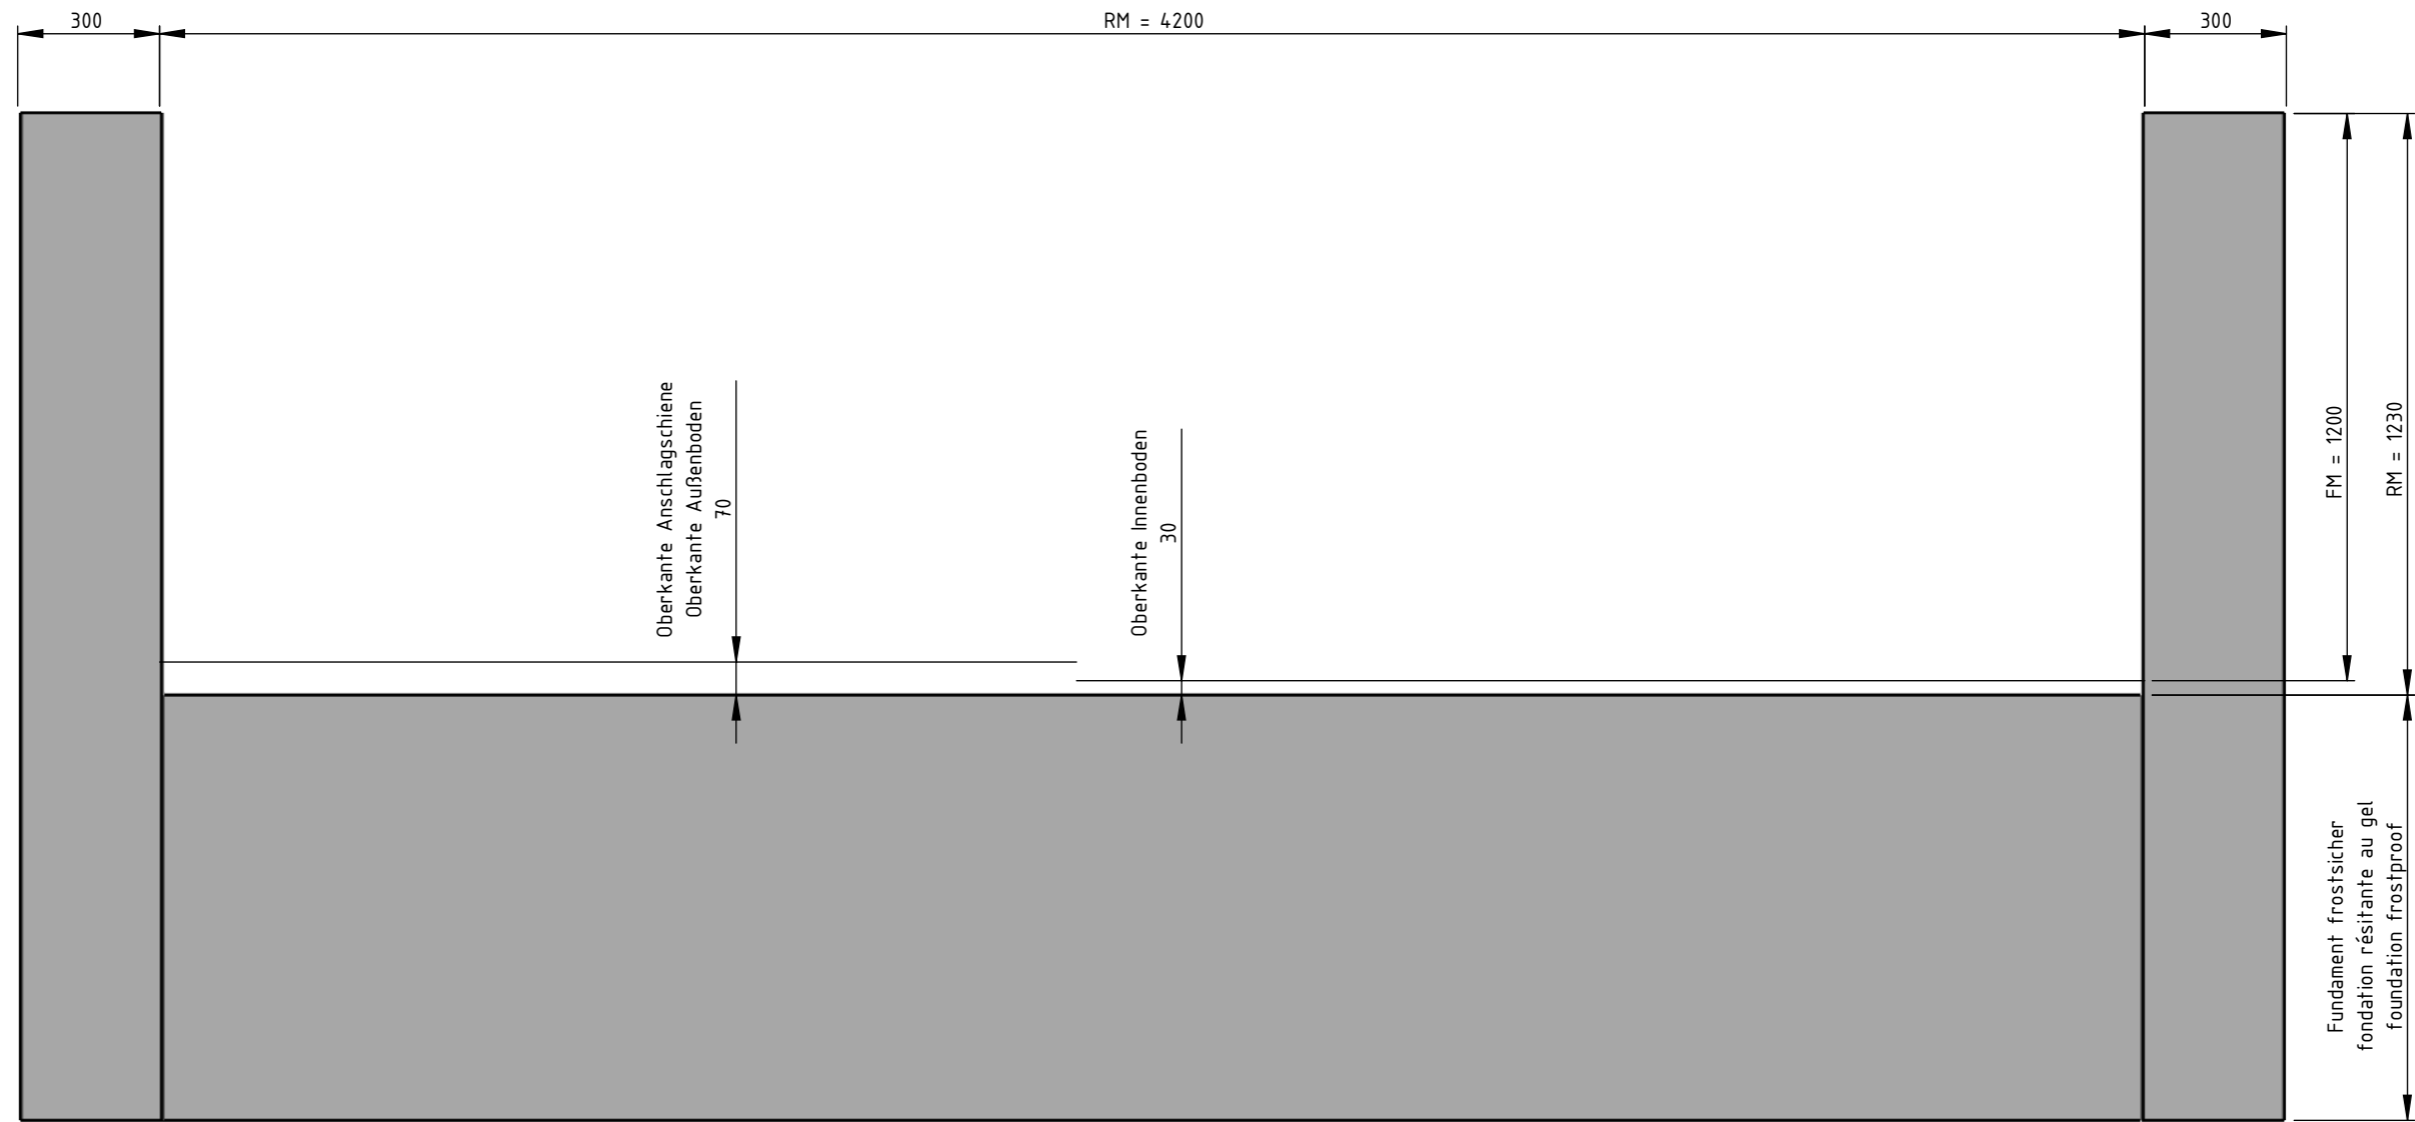 300
RM = 4200
300
Oberkante Anschlagschiene
Oberkante Außenboden
70
Oberkante Innenboden
30
FM = 1200
RM = 1230
Fundament frostsicher
fondation résitante au gel
foundation frostproof